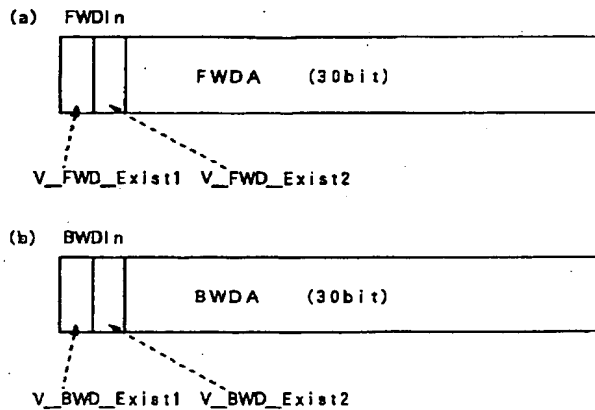 (a) FWDIn
FWDA (30bit)
V_FWD_Exist1 V_FWD_Exist2
(b) BWDIn
BWDA (30bit)
V_BWD_Exist1 V_BWD_Exist2